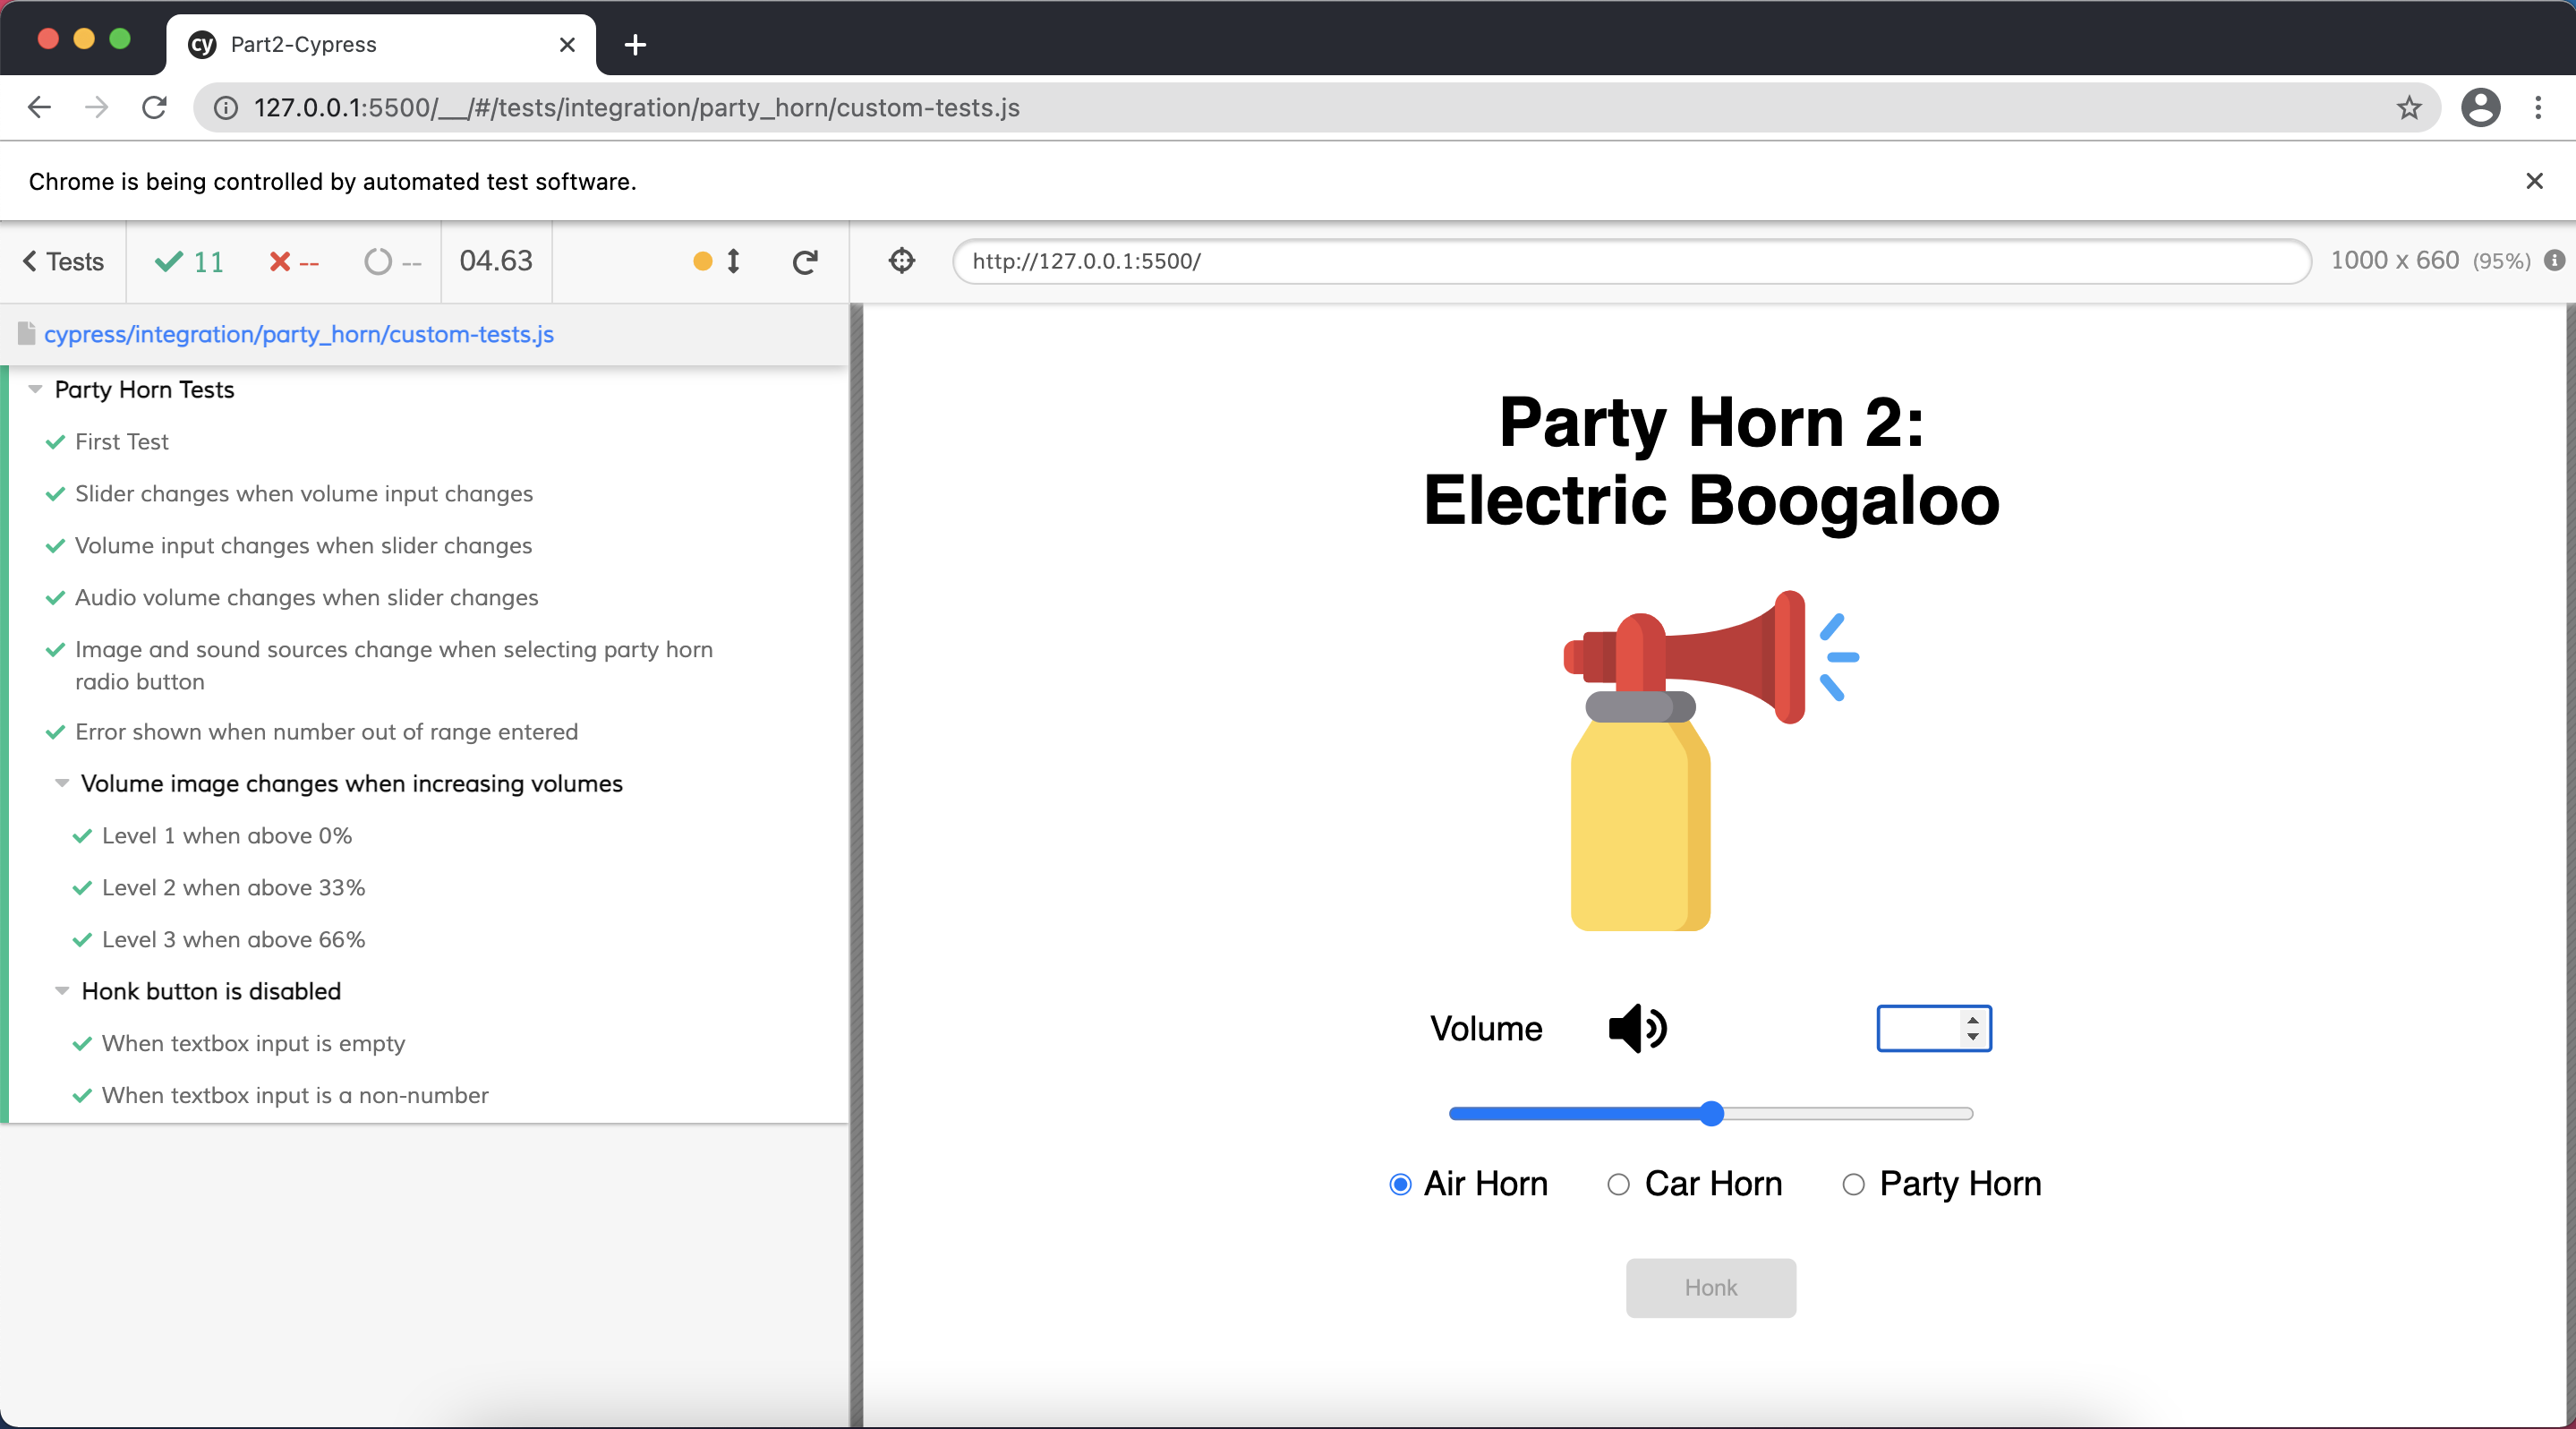 cy Part2-Cypress
127.0.0.1:5500/__/#/tests/integration/party_horn/custom-tests.js
Chrome is being controlled by automated test software.
Tests 11 -- -- 04.63
http://127.0.0.1:5500/ 1000 x 660 (95%)
cypress/integration/party_horn/custom-tests.js
Party Horn Tests
First Test
Slider changes when volume input changes
Volume input changes when slider changes
Audio volume changes when slider changes
Image and sound sources change when selecting party horn
radio button
Error shown when number out of range entered
Volume image changes when increasing volumes
Level 1 when above 0%
Level 2 when above 33%
Level 3 when above 66%
Honk button is disabled
When textbox input is empty
When textbox input is a non-number
Party Horn 2:
Electric Boogaloo
Volume
Air Horn Car Horn Party Horn
Honk